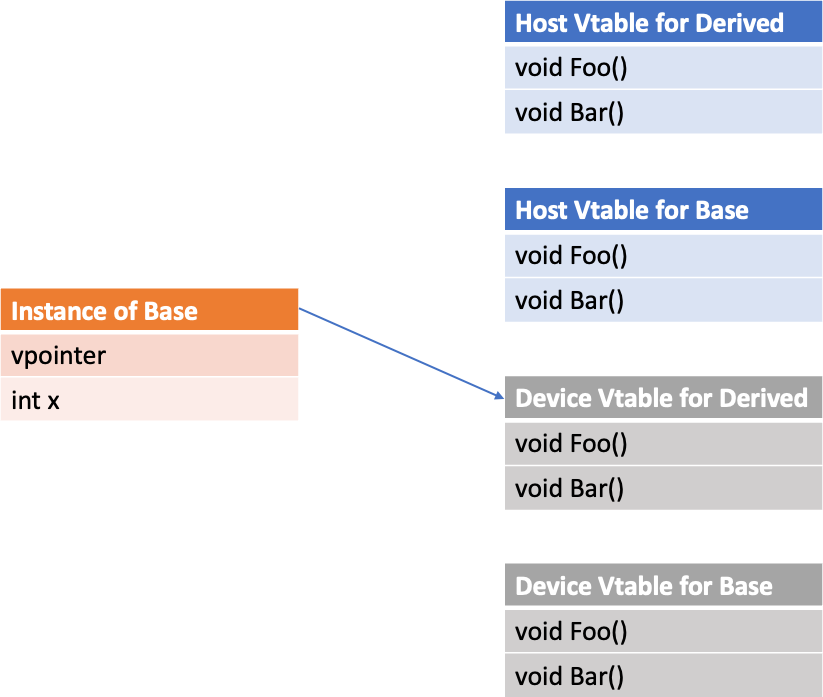 Host Vtable for Derived
void Foo()
void Bar()
Host Vtable for Base
void Foo()
void Bar()
Instance of Base
vpointer
int x
Device Vtable for Derived
void Foo()
void Bar()
Device Vtable for Base
void Foo()
void Bar()